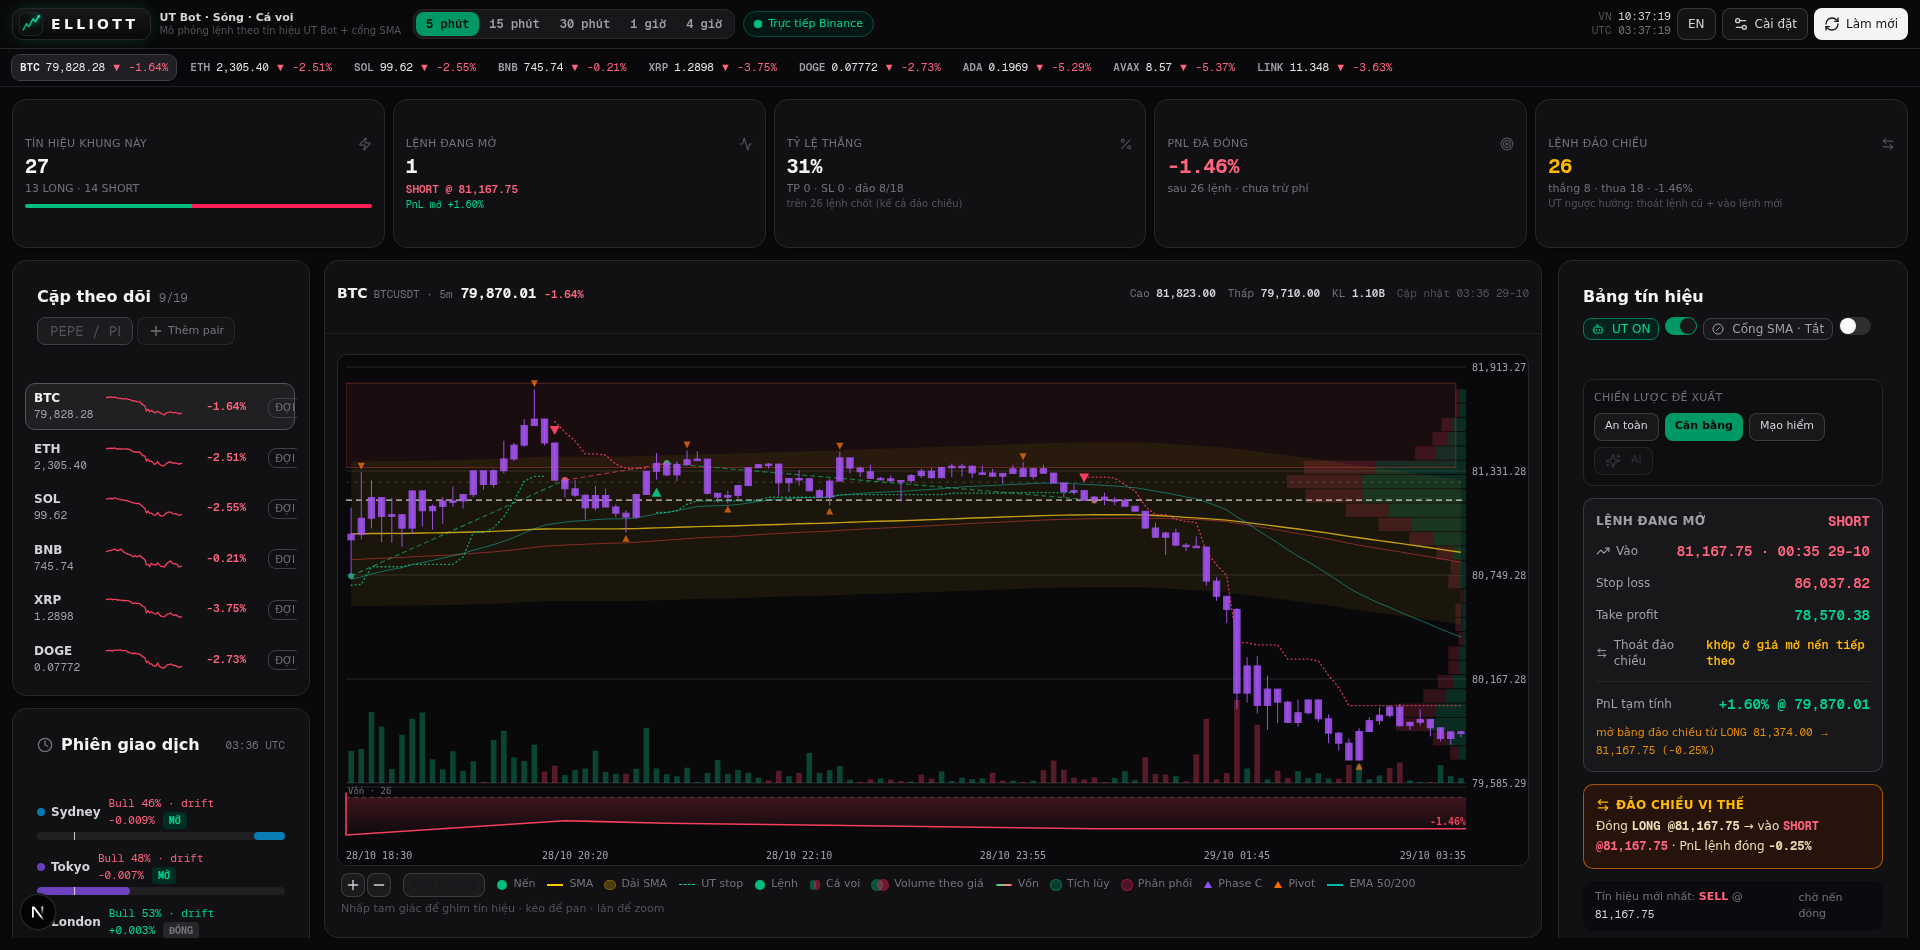 ELLIOTT
UT Bot · Sóng · Cá voi
Mô phỏng lệnh theo tín hiệu UT Bot + cổng SMA
5 phút 15 phút 30 phút 1 giờ 4 giờ
Trực tiếp Binance
VN 10:37:19
UTC 03:37:19
EN
Cài đặt
Làm mới
BTC 79,828.28 ▼ -1.64% ETH 2,305.40 ▼ -2.51% SOL 99.62 ▼ -2.55% BNB 745.74 ▼ -0.21% XRP 1.2898 ▼ -3.75% DOGE 0.07772 ▼ -2.73% ADA 0.1969 ▼ -5.29% AVAX 8.57 ▼ -5.37% LINK 11.348 ▼ -3.63%
TÍN HIỆU KHUNG NÀY
27
13 LONG · 14 SHORT
LỆNH ĐANG MỞ
1
SHORT @ 81,167.75
PnL mở +1.60%
TỶ LỆ THẮNG
31%
TP 0 · SL 0 · đảo 8/18
trên 26 lệnh chốt (kể cả đảo chiều)
PNL ĐÃ ĐÓNG
-1.46%
sau 26 lệnh · chưa trừ phí
LỆNH ĐẢO CHIỀU
26
thắng 8 · thua 18 · -1.46%
UT ngược hướng: thoát lệnh cũ + vào lệnh mới
Cặp theo dõi 9/19
PEPE / PI
Thêm pair
BTC
79,828.28
-1.64%
ĐỢI
ETH
2,305.40
-2.51%
ĐỢI
SOL
99.62
-2.55%
ĐỢI
BNB
745.74
-0.21%
ĐỢI
XRP
1.2898
-3.75%
ĐỢI
DOGE
0.07772
-2.73%
ĐỢI
Phiên giao dịch 03:36 UTC
Sydney
Bull 46% · drift
-0.009% MỞ
Tokyo
Bull 48% · drift
-0.007% MỞ
London
Bull 53% · drift
+0.003% ĐÓNG
N
BTC BTCUSDT · 5m 79,870.01 -1.64%
Cao 81,823.00 Thấp 79,710.00 KL 1.10B Cập nhật 03:36 29-10
81,913.27
81,331.28
80,749.28
80,167.28
79,585.29
Vốn · 26
-1.46%
28/10 18:30 28/10 20:20 28/10 22:10 28/10 23:55 29/10 01:45 29/10 03:35
Nến SMA Dải SMA UT stop Lệnh Cá voi Volume theo giá Vốn Tích lũy Phân phối Phase C Pivot EMA 50/200
Nhấp tam giác để ghim tín hiệu · kéo để pan · lăn để zoom
Bảng tín hiệu
UT ON
Cổng SMA · Tắt
CHIẾN LƯỢC ĐỀ XUẤT
An toàn
Cân bằng
Mạo hiểm
AI
LỆNH ĐANG MỞ SHORT
Vào 81,167.75 · 00:35 29-10
Stop loss 86,037.82
Take profit 78,570.38
Thoát đảo chiều
khớp ở giá mở nến tiếp theo
PnL tạm tính +1.60% @ 79,870.01
mở bằng đảo chiều từ LONG 81,374.00 →
81,167.75 (-0.25%)
ĐẢO CHIỀU VỊ THẾ
Đóng LONG @81,167.75 → vào SHORT
@81,167.75 · PnL lệnh đóng -0.25%
Tín hiệu mới nhất: SELL @
81,167.75
chờ nến
đóng